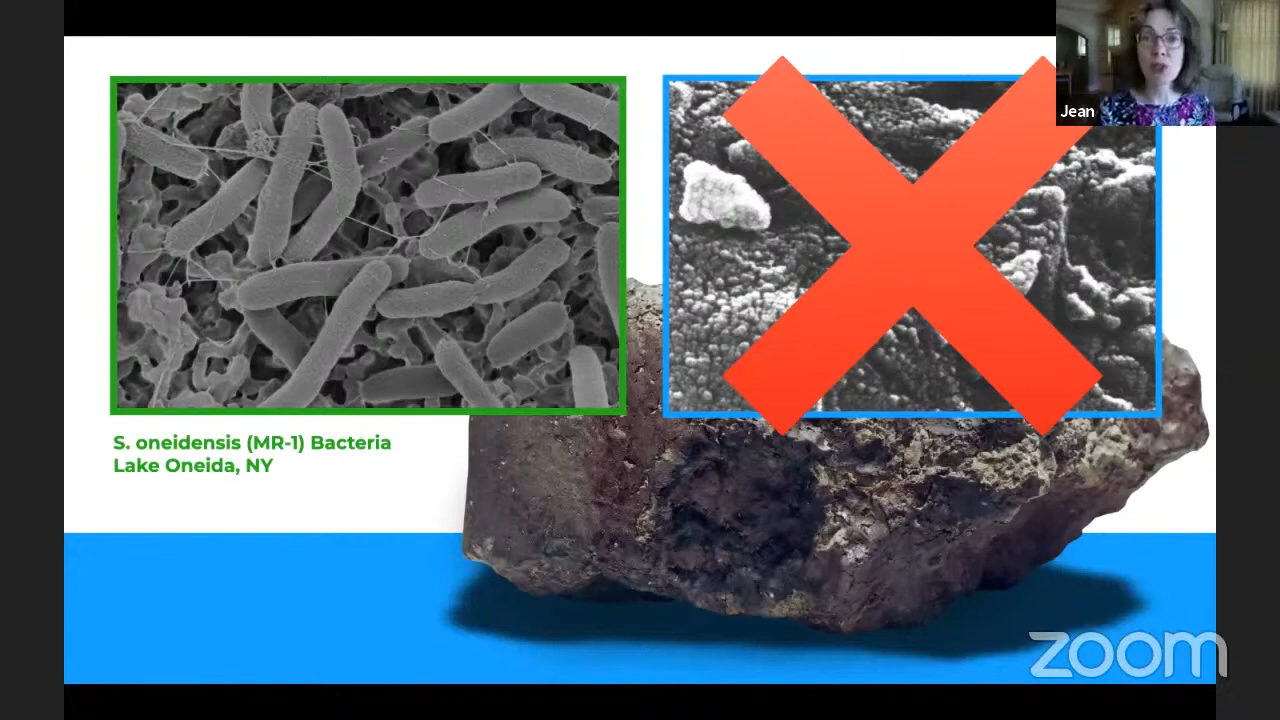 Jean
S. oneidensis (MR-1) Bacteria
Lake Oneida, NY
zoom